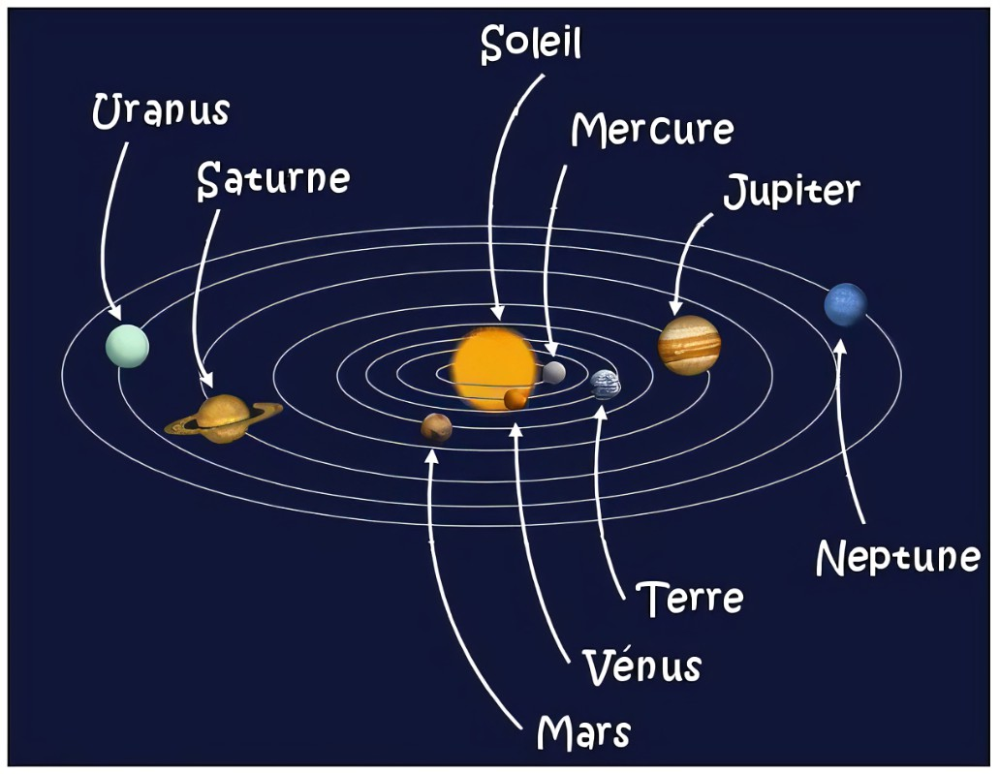 Soleil
Uranus
Mercure
Saturne
Jupiter
Neptune
Terre
Vénus
Mars